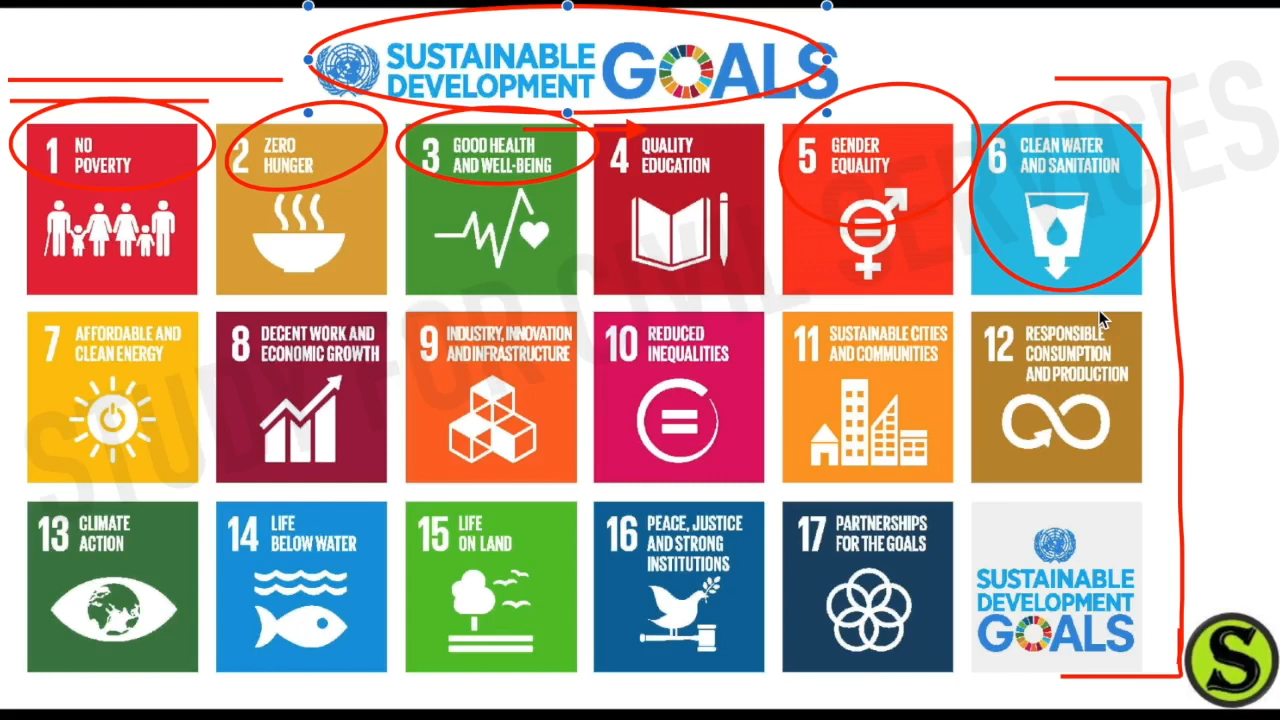 SUSTAINABLE
DEVELOPMENT
GOALS
1 NO
POVERTY
2 ZERO
HUNGER
3 GOOD HEALTH
AND WELL-BEING
4 QUALITY
EDUCATION
5 GENDER
EQUALITY
6 CLEAN WATER
AND SANITATION
7 AFFORDABLE AND
CLEAN ENERGY
8 DECENT WORK AND
ECONOMIC GROWTH
9 INDUSTRY, INNOVATION
AND INFRASTRUCTURE
10 REDUCED
INEQUALITIES
11 SUSTAINABLE CITIES
AND COMMUNITIES
12 RESPONSIBLE
CONSUMPTION
AND PRODUCTION
13 CLIMATE
ACTION
14 LIFE
BELOW WATER
15 LIFE
ON LAND
16 PEACE, JUSTICE
AND STRONG
INSTITUTIONS
17 PARTNERSHIPS
FOR THE GOALS
SUSTAINABLE
DEVELOPMENT
GOALS
STUDY FOR CIVIL SERVICES
S